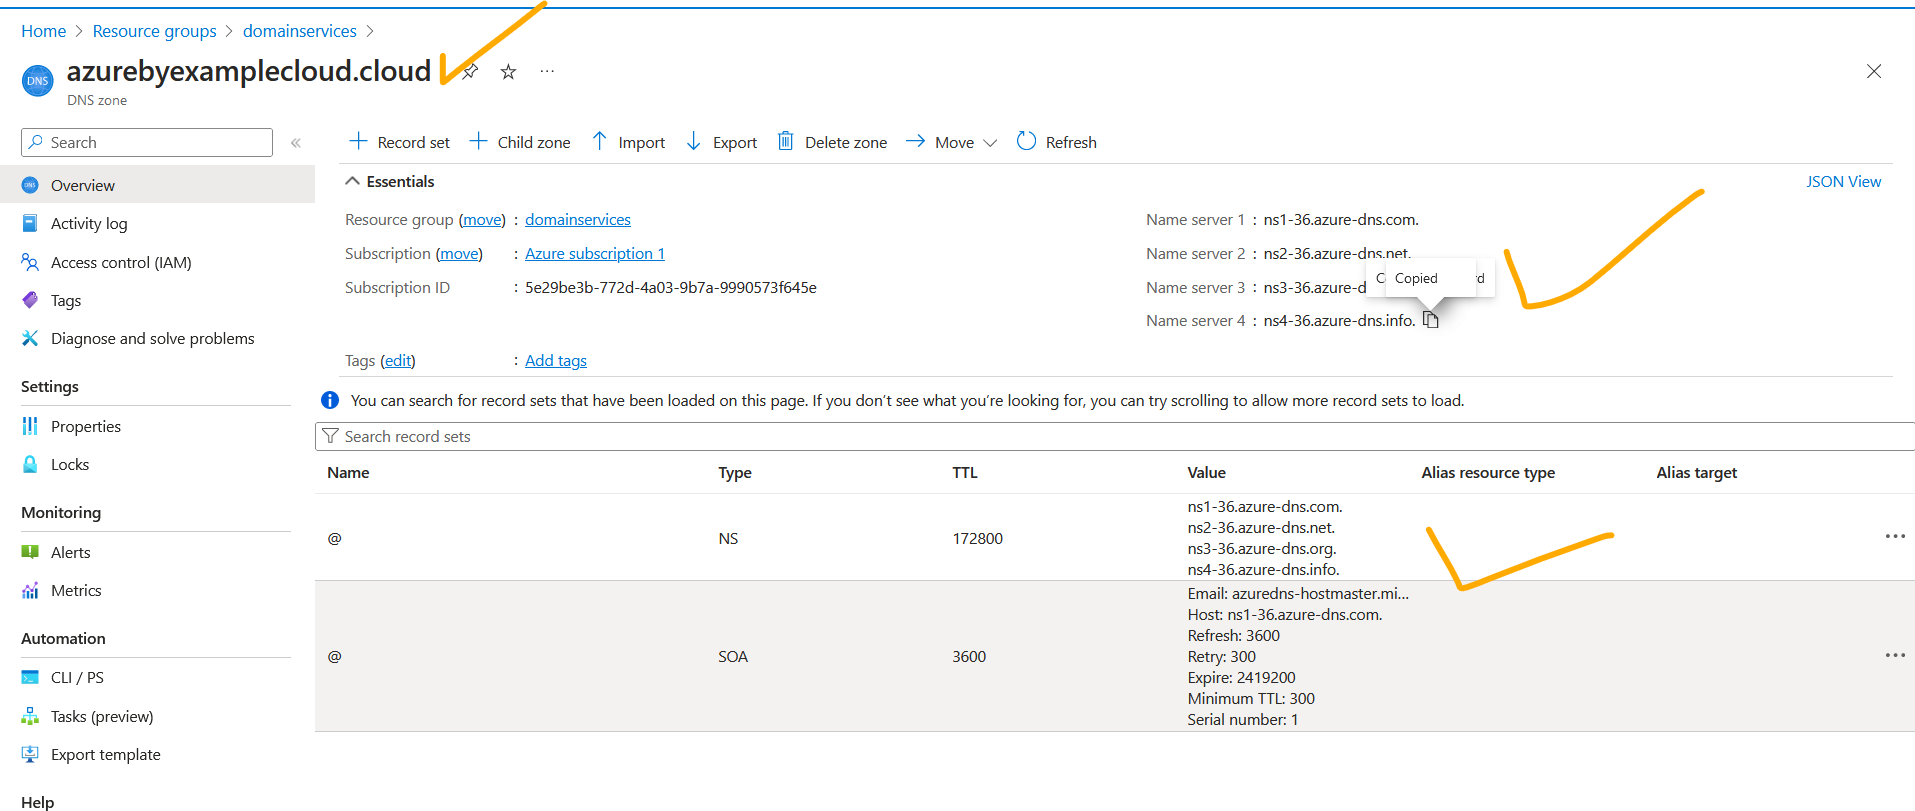 Home > Resource groups > domainservices >
DNS
azurebyexamplecloud.cloud
DNS zone
Search
Record set
Child zone
Import
Export
Delete zone
Move
Refresh
Overview
Activity log
Access control (IAM)
Tags
Diagnose and solve problems
Settings
Properties
Locks
Monitoring
Alerts
Metrics
Automation
CLI / PS
Tasks (preview)
Export template
Help
Essentials
JSON View
Resource group (move) : domainservices
Subscription (move) : Azure subscription 1
Subscription ID : 5e29be3b-772d-4a03-9b7a-9990573f645e
Tags (edit) : Add tags
Name server 1 : ns1-36.azure-dns.com.
Name server 2 : ns2-36.azure-dns.net.
Name server 3 : ns3-36.azure-d
Copied
Name server 4 : ns4-36.azure-dns.info.
You can search for record sets that have been loaded on this page. If you don't see what you're looking for, you can try scrolling to allow more record sets to load.
Search record sets
Name Type TTL Value Alias resource type Alias target
@ NS 172800
ns1-36.azure-dns.com.
ns2-36.azure-dns.net.
ns3-36.azure-dns.org.
ns4-36.azure-dns.info.
@ SOA 3600
Email: azuredns-hostmaster.mi...
Host: ns1-36.azure-dns.com.
Refresh: 3600
Retry: 300
Expire: 2419200
Minimum TTL: 300
Serial number: 1